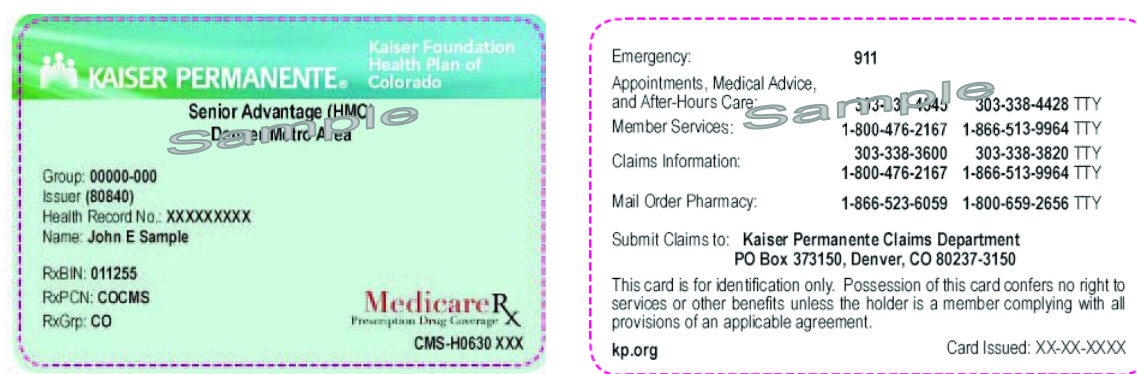 KAISER PERMANENTE®
Kaiser Foundation
Health Plan of
Colorado
Senior Advantage (HMO)
Denver Metro Area
Sample
Group: 00000-000
Issuer (80840)
Health Record No.: XXXXXXXXX
Name: John E Sample
RxBIN: 011255
RxPCN: COCMS
RxGrp: CO
MedicareRx
Prescription Drug Coverage
CMS-H0630 XXX
Emergency: 911
Appointments, Medical Advice,
and After-Hours Care: 303-338-4428 TTY
Sample
Member Services: 1-800-476-2167 1-866-513-9964 TTY
Claims Information: 303-338-3600 303-338-3820 TTY
1-800-476-2167 1-866-513-9964 TTY
Mail Order Pharmacy: 1-866-523-6059 1-800-659-2656 TTY
Submit Claims to: Kaiser Permanente Claims Department
PO Box 373150, Denver, CO 80237-3150
This card is for identification only. Possession of this card confers no right to
services or other benefits unless the holder is a member complying with all
provisions of an applicable agreement.
kp.org Card Issued: XX-XX-XXXX